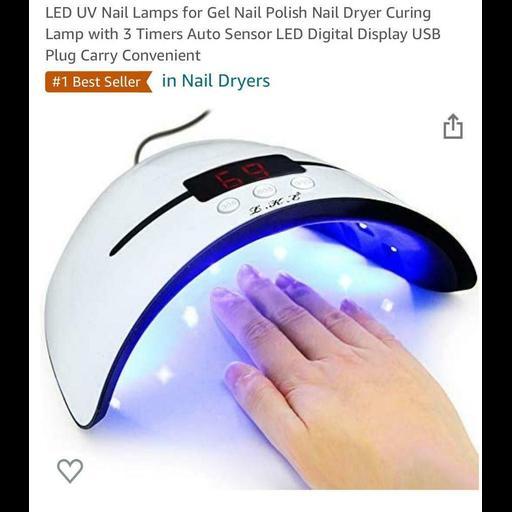 LED UV Nail Lamps for Gel Nail Polish Nail Dryer Curing
Lamp with 3 Timers Auto Sensor LED Digital Display USB
Plug Carry Convenient
#1 Best Seller in Nail Dryers
69
L.K.E